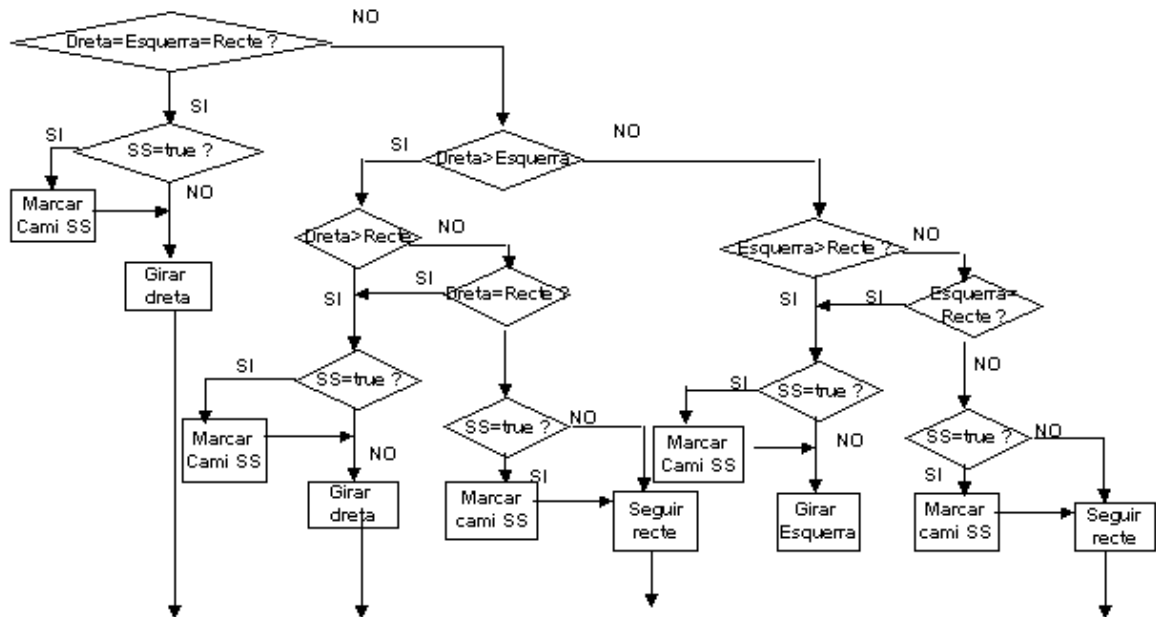 NO
Dreta=Esquerra=Recte ?
SI
SI
SS=true ?
NO
Marcar
Cami SS
Girar
dreta
SI
Dreta>Esquerra
NO
Dreta>Recte
NO
SI
Dreta=Recte ?
SI
SI
SS=true ?
Marcar
Cami SS
NO
Girar
dreta
SS=true ?
NO
SI
Marcar
cami SS
Seguir
recte
Esquerra>Recte ?
NO
SI
SI
Esquerra=
Recte ?
NO
SI
SS=true ?
Marcar
Cami SS
NO
Girar
Esquerra
SS=true ?
NO
SI
Marcar
cami SS
Seguir
recte